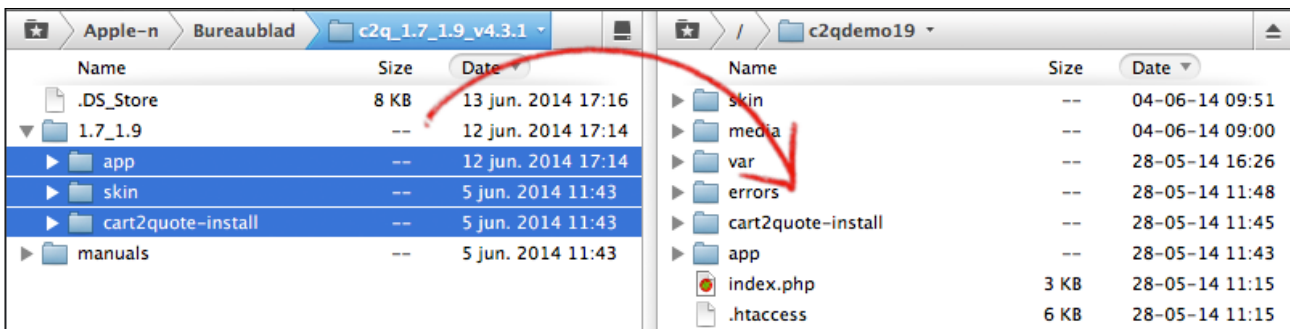 Apple-n Bureaublad c2q_1.7_1.9_v4.3.1
Name Size Date
.DS_Store 8 KB 13 jun. 2014 17:16
1.7_1.9 -- 12 jun. 2014 17:14
app -- 12 jun. 2014 17:14
skin -- 5 jun. 2014 11:43
cart2quote-install -- 5 jun. 2014 11:43
manuals -- 5 jun. 2014 11:43
/ c2qdemo19
Name Size Date
skin -- 04-06-14 09:51
media -- 04-06-14 09:00
var -- 28-05-14 16:26
errors -- 28-05-14 11:48
cart2quote-install -- 28-05-14 11:45
app -- 28-05-14 11:43
index.php 3 KB 28-05-14 11:15
.htaccess 6 KB 28-05-14 11:15